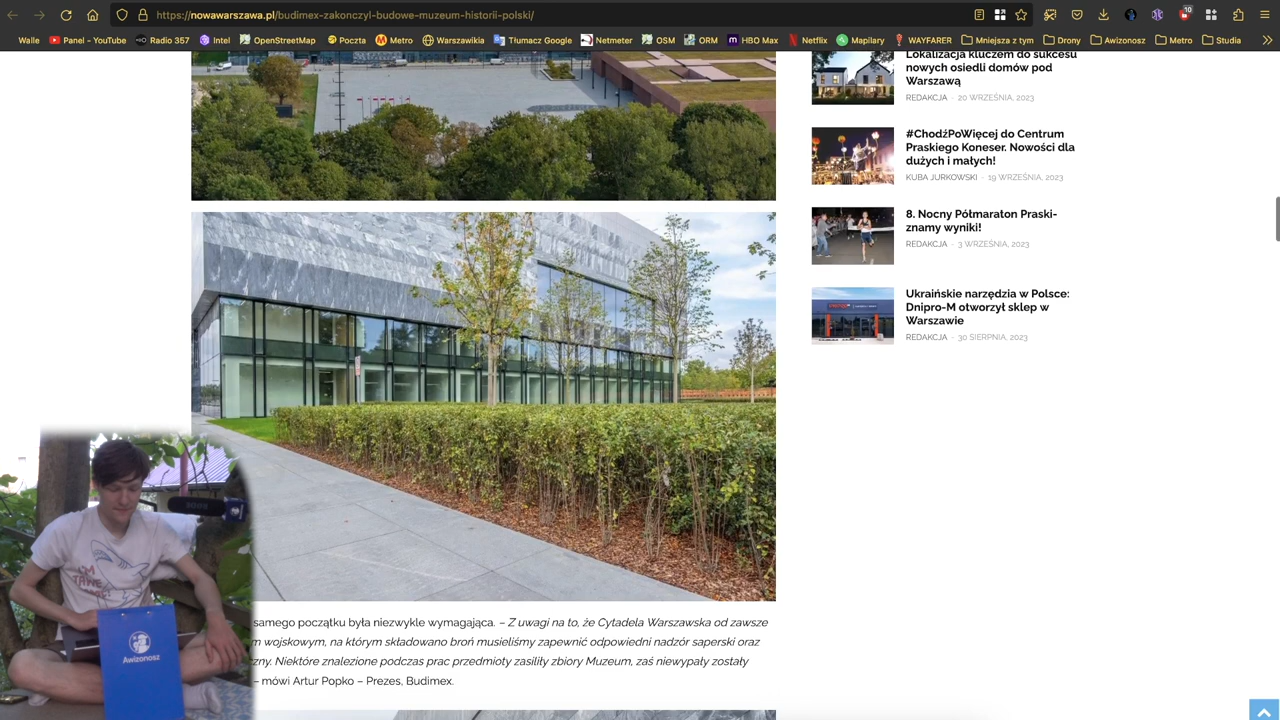 https://nowawarszawa.pl/budimex-zakonczyl-budowe-muzeum-historii-polski/
10
Walle
Panel - YouTube
Radio 357
Intel
OpenStreetMap
Poczta
Metro
Warszawikia
Tłumacz Google
Netmeter
OSM
ORM
HBO Max
Netflix
Mapilary
WAYFARER
Mniejsza z tym
Drony
Awizonosz
Metro
Studia
Lokalizacja kluczem do sukcesu
nowych osiedli domów pod
Warszawą
REDAKCJA - 20 WRZEŚNIA, 2023
#ChodźPoWięcej do Centrum
Praskiego Koneser. Nowości dla
dużych i małych!
KUBA JURKOWSKI - 19 WRZEŚNIA, 2023
8. Nocny Półmaraton Praski-
znamy wyniki!
REDAKCJA - 3 WRZEŚNIA, 2023
Ukraińskie narzędzia w Polsce:
Dnipro-M otworzył sklep w
Warszawie
REDAKCJA - 30 SIERPNIA, 2023
samego początku była niezwykle wymagająca. – Z uwagi na to, że Cytadela Warszawska od zawsze
m wojskowym, na którym składowano broń musieliśmy zapewnić odpowiedni nadzór saperski oraz
zny. Niektóre znalezione podczas prac przedmioty zasiliły zbiory Muzeum, zaś niewypały zostały
– mówi Artur Popko – Prezes, Budimex.
Awizonosz